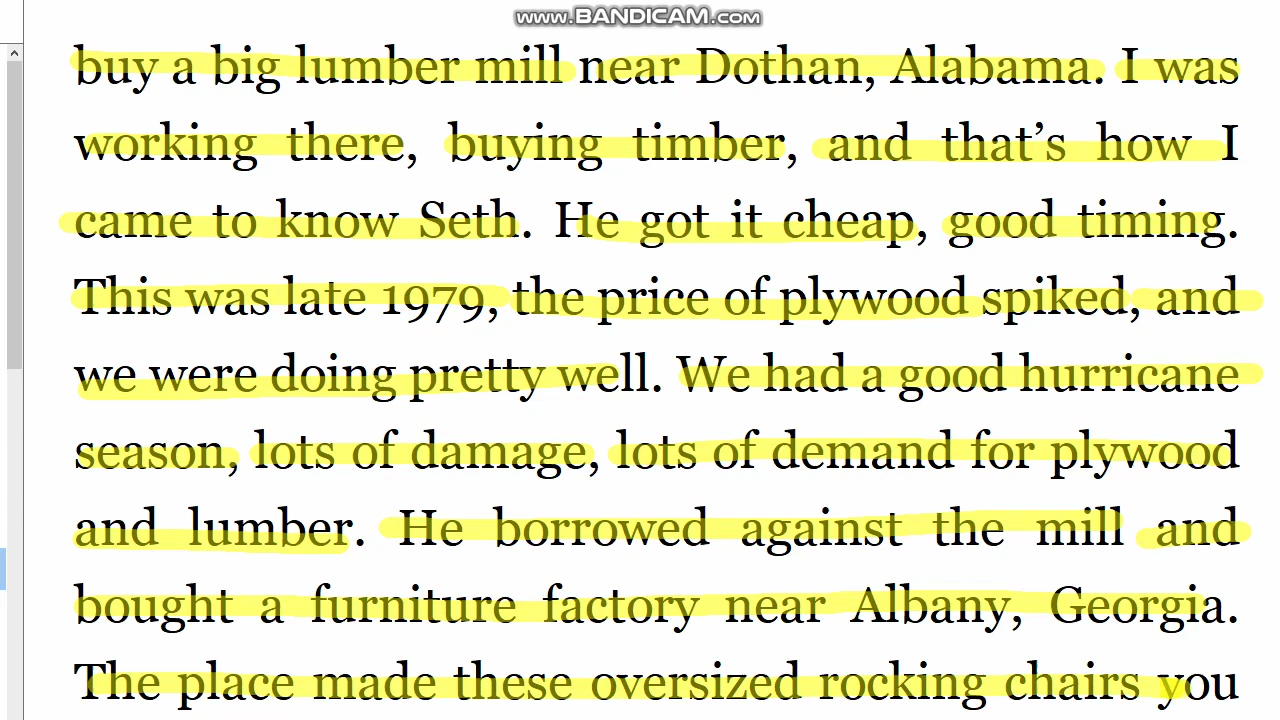 www.BANDICAM.com
buy a big lumber mill near Dothan, Alabama. I was
working there, buying timber, and that’s how I
came to know Seth. He got it cheap, good timing.
This was late 1979, the price of plywood spiked, and
we were doing pretty well. We had a good hurricane
season, lots of damage, lots of demand for plywood
and lumber. He borrowed against the mill and
bought a furniture factory near Albany, Georgia.
The place made these oversized rocking chairs you